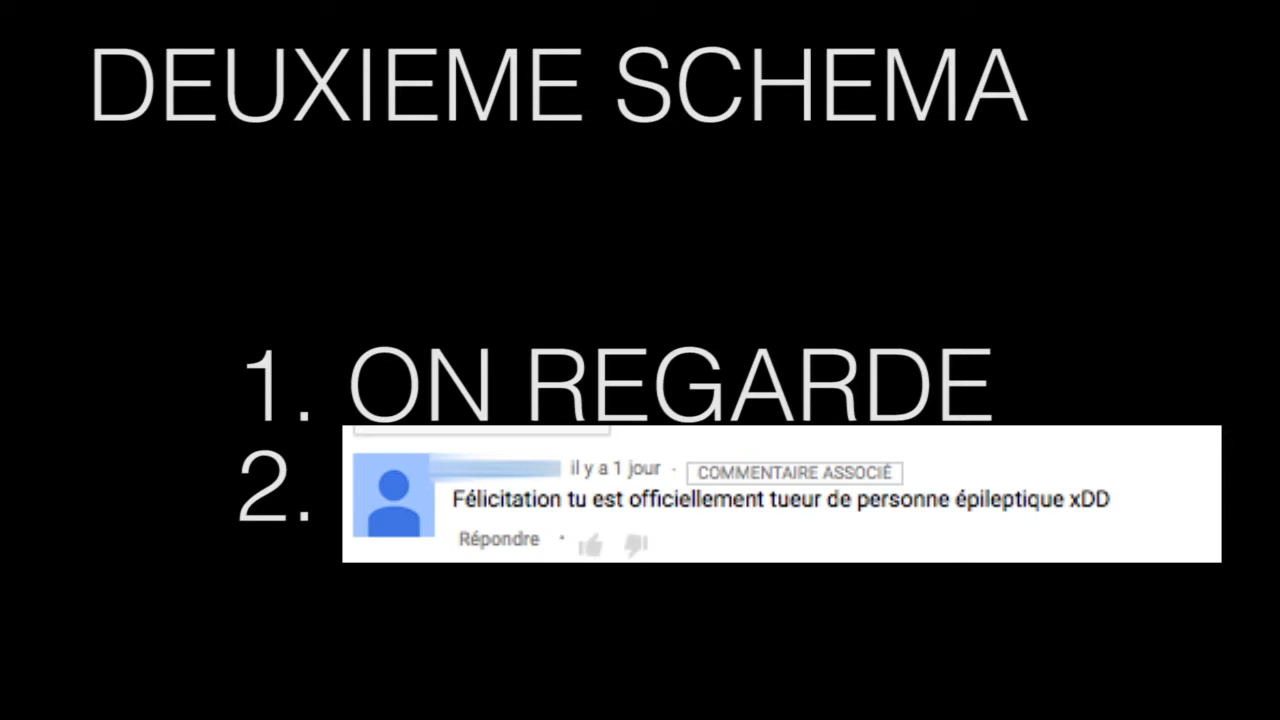 DEUXIEME SCHEMA
1. ON REGARDE
2.
il y a 1 jour · COMMENTAIRE ASSOCIÉ
Félicitation tu est officiellement tueur de personne épileptique xDD
Répondre ·